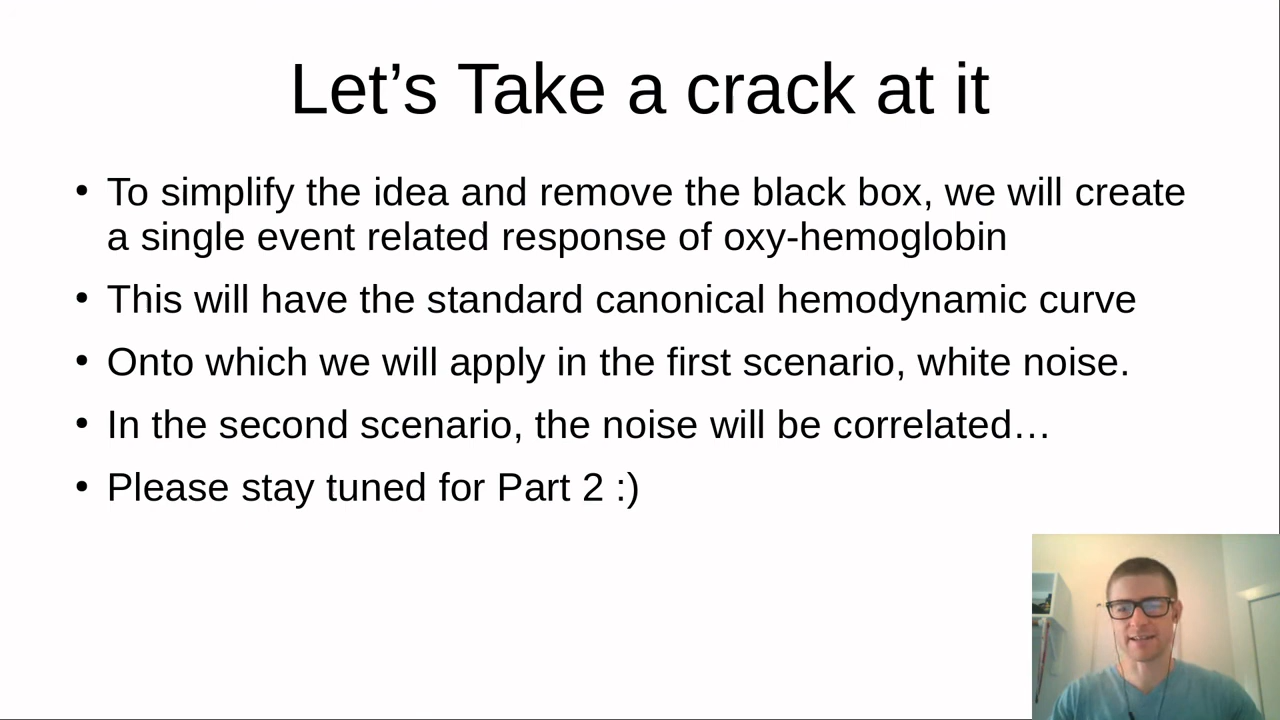 Let’s Take a crack at it
• To simplify the idea and remove the black box, we will create
a single event related response of oxy-hemoglobin
• This will have the standard canonical hemodynamic curve
• Onto which we will apply in the first scenario, white noise.
• In the second scenario, the noise will be correlated…
• Please stay tuned for Part 2 :)